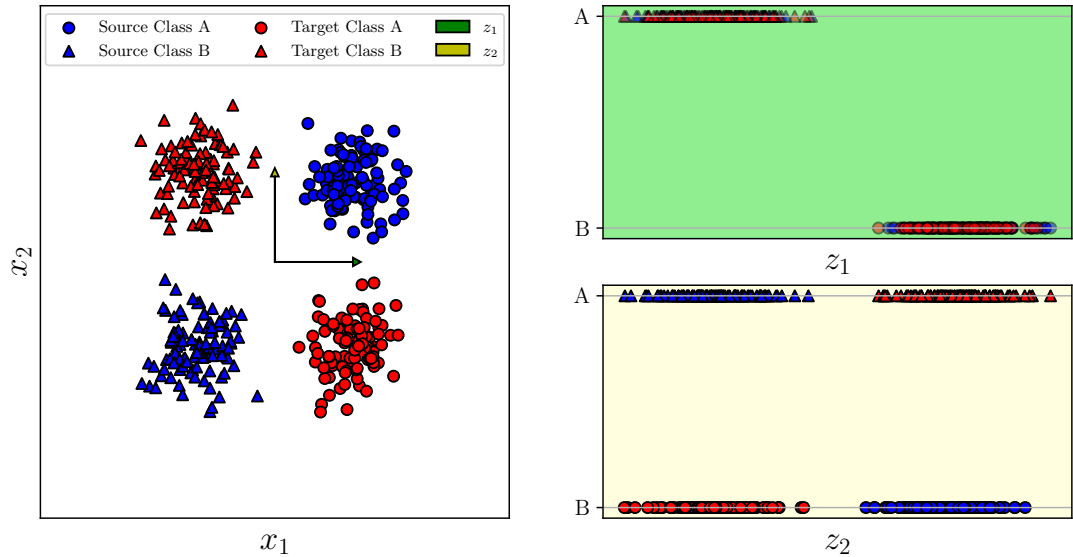 Source Class A Target Class A z₁
Source Class B Target Class B z₂
x₂
x₁
A
B
z₁
A
B
z₂